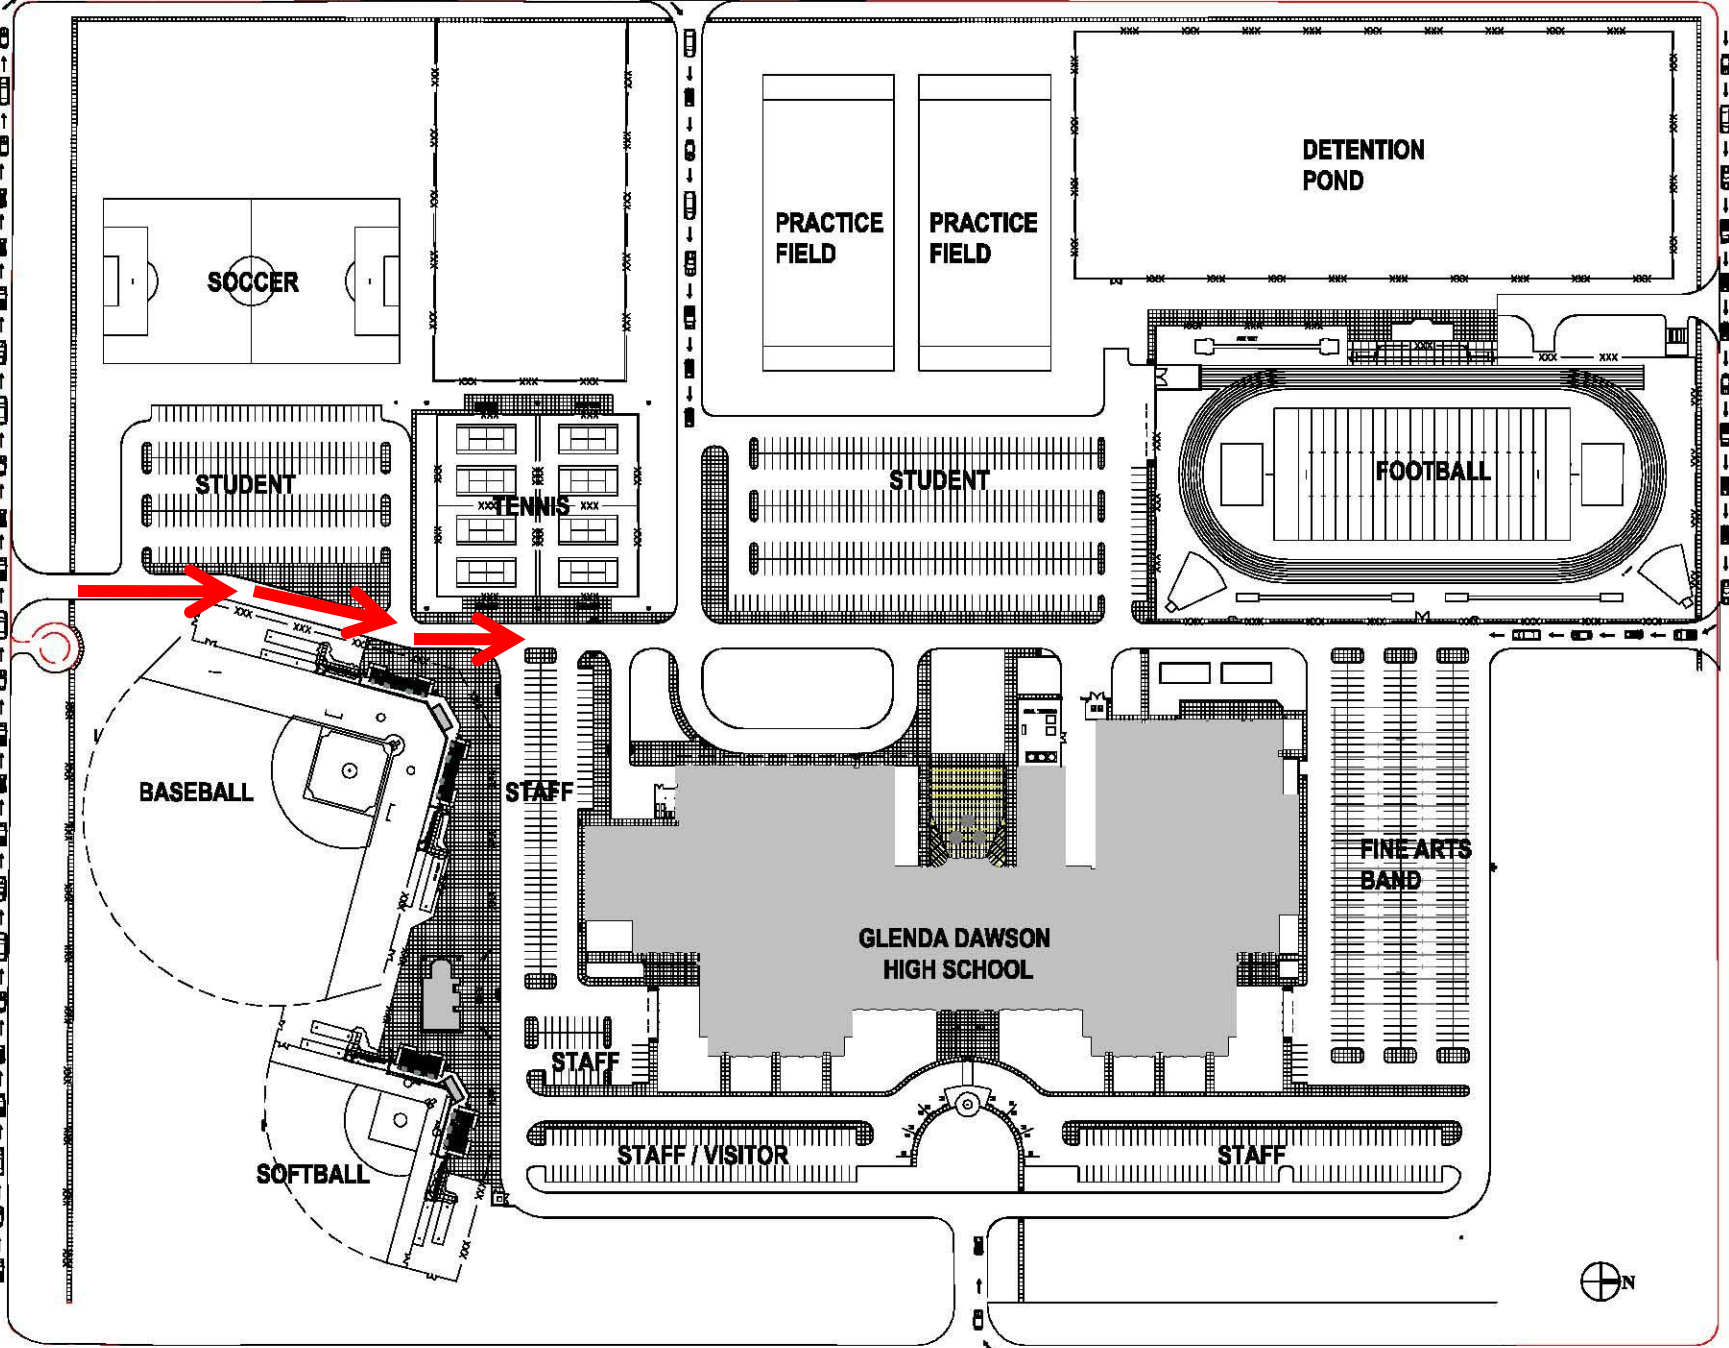 DETENTION
POND
PRACTICE
FIELD
PRACTICE
FIELD
SOCCER
STUDENT
TENNIS
STUDENT
FOOTBALL
BASEBALL
STAFF
FINE ARTS
BAND
GLENDA DAWSON
HIGH SCHOOL
STAFF
STAFF / VISITOR
STAFF
SOFTBALL
N